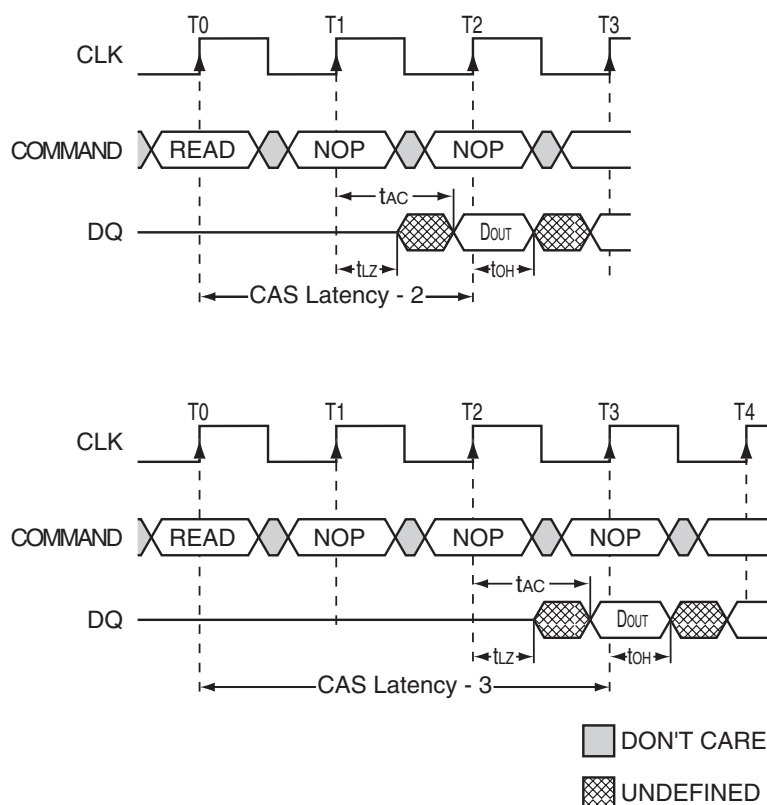 T0 T1 T2 T3
CLK
COMMAND READ NOP NOP
tAC
DQ DOUT
tLZ tOH
CAS Latency - 2
T0 T1 T2 T3 T4
CLK
COMMAND READ NOP NOP NOP
tAC
DQ DOUT
tLZ tOH
CAS Latency - 3
DON'T CARE
UNDEFINED